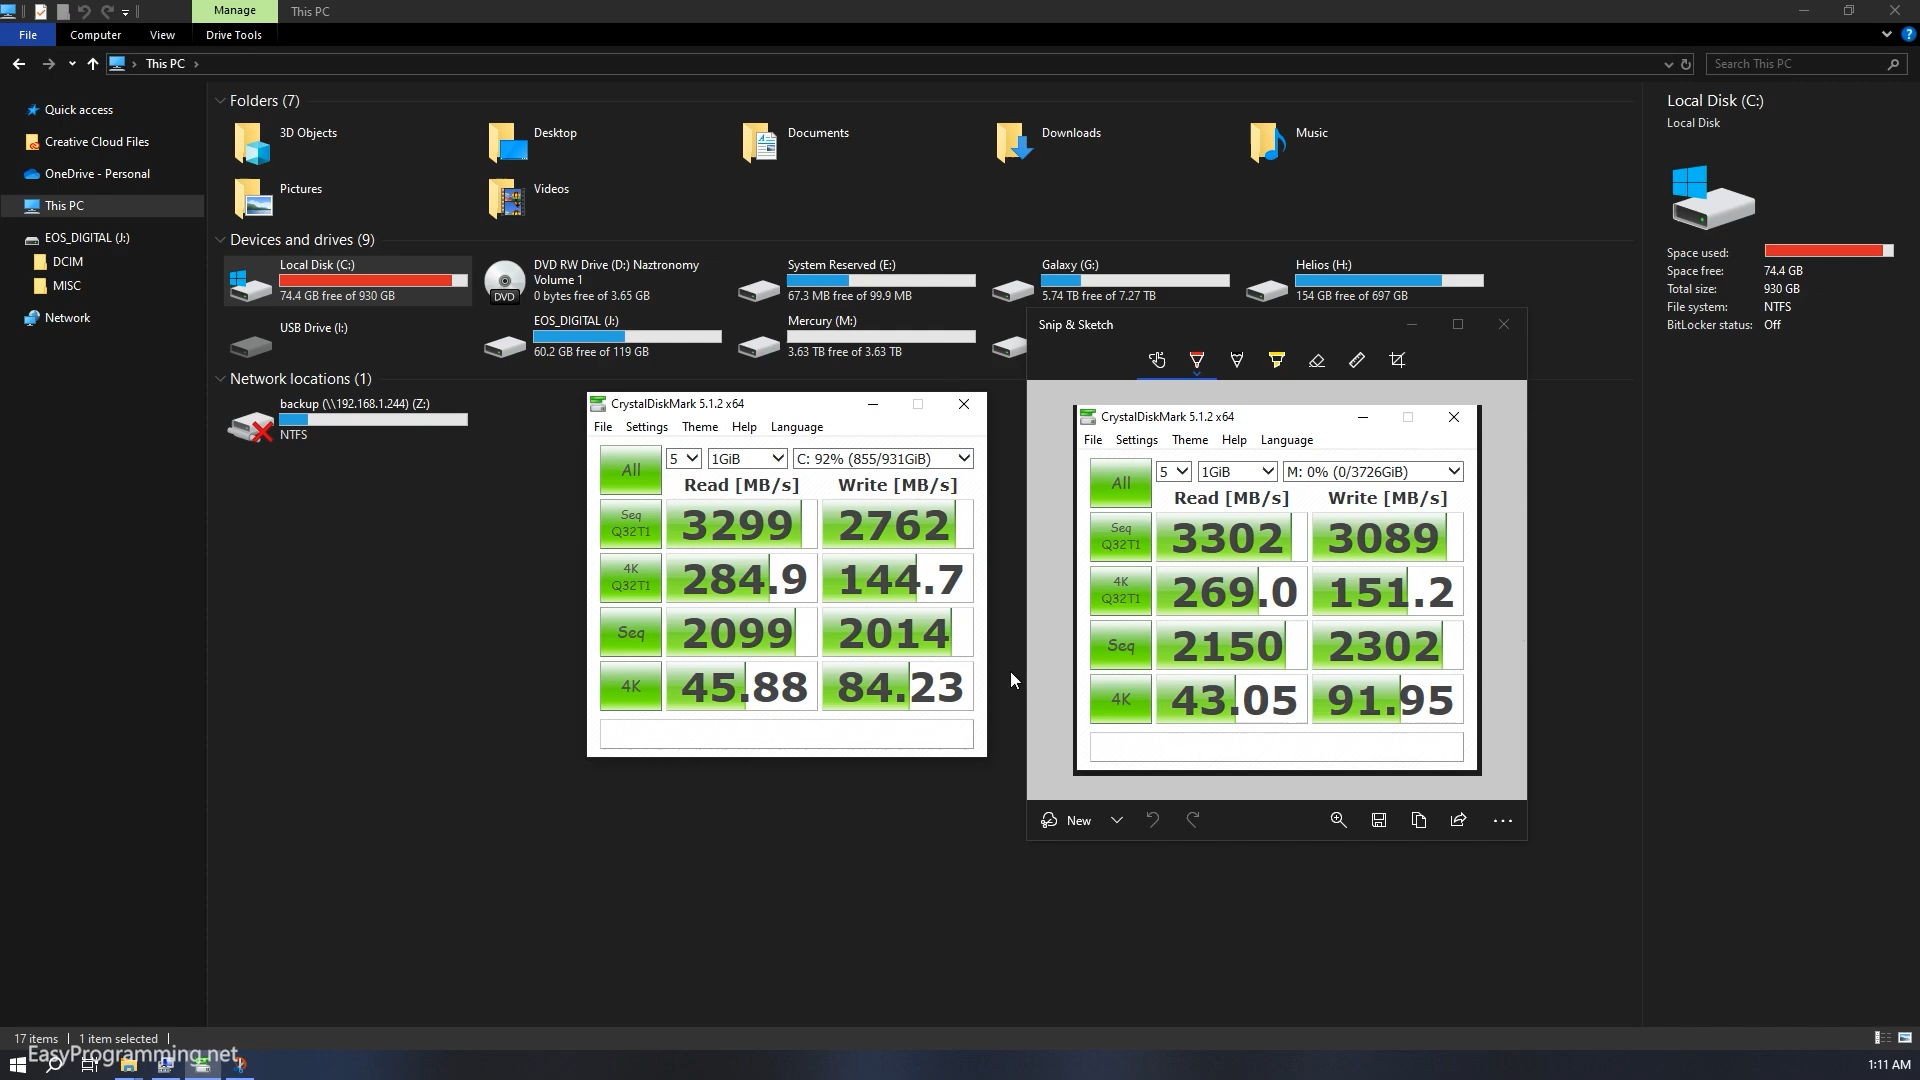 Manage
This PC
File
Computer
View
Drive Tools
This PC
Search This PC
Quick access
Creative Cloud Files
OneDrive - Personal
This PC
EOS_DIGITAL (J:)
DCIM
MISC
Network
Folders (7)
3D Objects
Desktop
Documents
Downloads
Music
Pictures
Videos
Devices and drives (9)
Local Disk (C:)
74.4 GB free of 930 GB
DVD
DVD RW Drive (D:) Naztronomy
Volume 1
0 bytes free of 3.65 GB
System Reserved (E:)
67.3 MB free of 99.9 MB
Galaxy (G:)
5.74 TB free of 7.27 TB
Helios (H:)
154 GB free of 697 GB
USB Drive (I:)
EOS_DIGITAL (J:)
60.2 GB free of 119 GB
Mercury (M:)
3.63 TB free of 3.63 TB
Network locations (1)
backup (\\192.168.1.244) (Z:)
NTFS
CrystalDiskMark 5.1.2 x64
File Settings Theme Help Language
All 5 1GiB C: 92% (855/931GiB)
Read [MB/s] Write [MB/s]
Seq
Q32T1
3299 2762
4K
Q32T1
284.9 144.7
Seq 2099 2014
4K 45.88 84.23
Snip & Sketch
CrystalDiskMark 5.1.2 x64
File Settings Theme Help Language
All 5 1GiB M: 0% (0/3726GiB)
Read [MB/s] Write [MB/s]
Seq
Q32T1
3302 3089
4K
Q32T1
269.0 151.2
Seq 2150 2302
4K 43.05 91.95
New
Local Disk (C:)
Local Disk
Space used:
Space free: 74.4 GB
Total size: 930 GB
File system: NTFS
BitLocker status: Off
17 items
1 item selected
EasyProgramming.net
1:11 AM